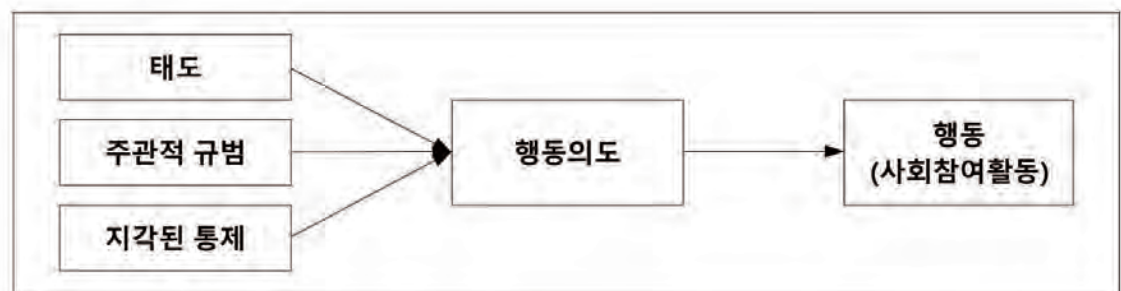 태도
주관적 규범
지각된 통제
행동의도
행동
(사회참여활동)